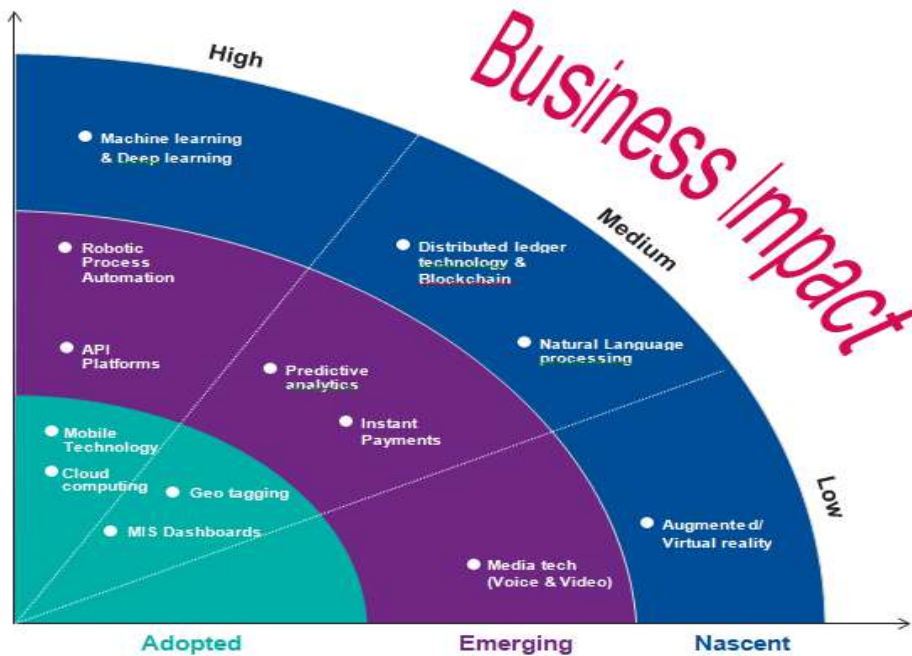 Business Impact
High
Medium
Low
Machine learning
& Deep learning
Distributed ledger
technology &
Blockchain
Natural Language
processing
Augmented/
Virtual reality
Robotic
Process
Automation
API
Platforms
Predictive
analytics
Instant
Payments
Media tech
(Voice & Video)
Mobile
Technology
Cloud
computing
Geo tagging
MIS Dashboards
Adopted
Emerging
Nascent